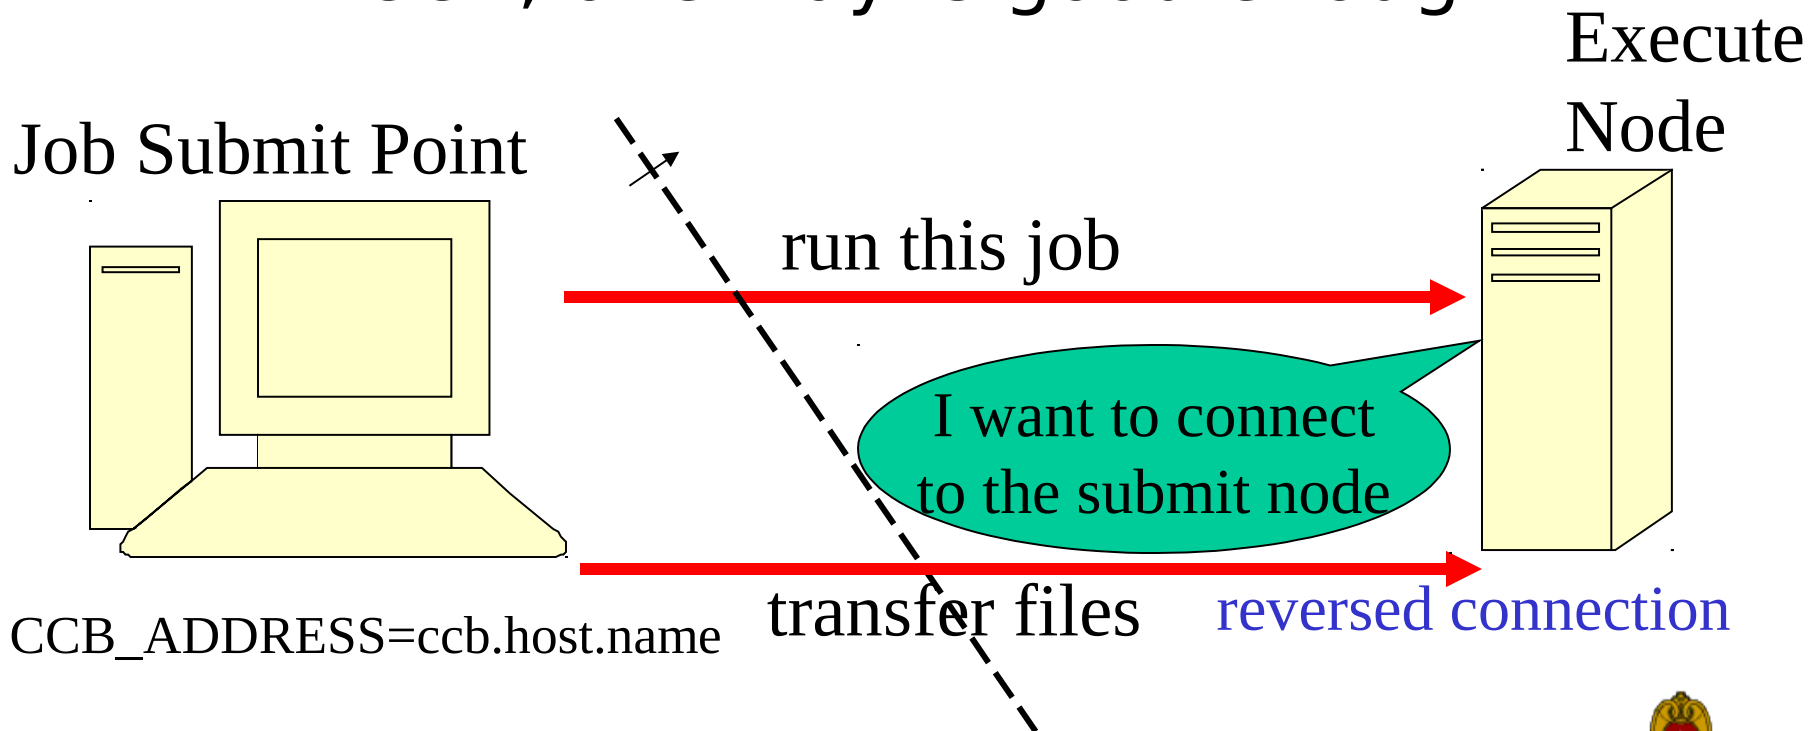 Execute
Node
Job Submit Point
run this job
I want to connect
to the submit node
transfer files
reversed connection
CCB_ADDRESS=ccb.host.name